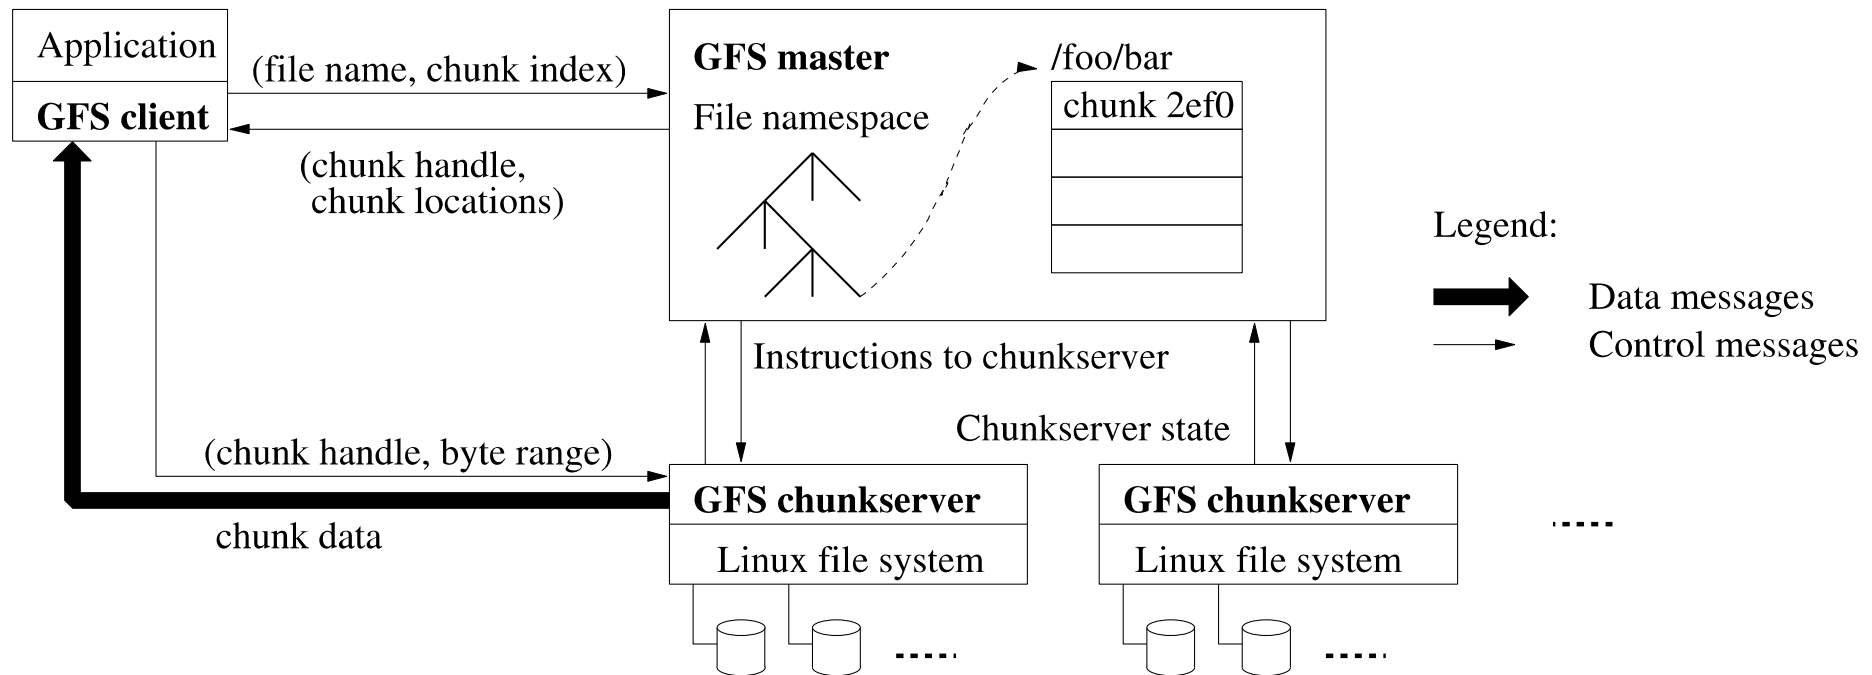 Application
GFS client
(file name, chunk index)
(chunk handle,
chunk locations)
GFS master
File namespace
/foo/bar
chunk 2ef0
Legend:
Data messages
Control messages
Instructions to chunkserver
Chunkserver state
(chunk handle, byte range)
chunk data
GFS chunkserver
Linux file system
GFS chunkserver
Linux file system